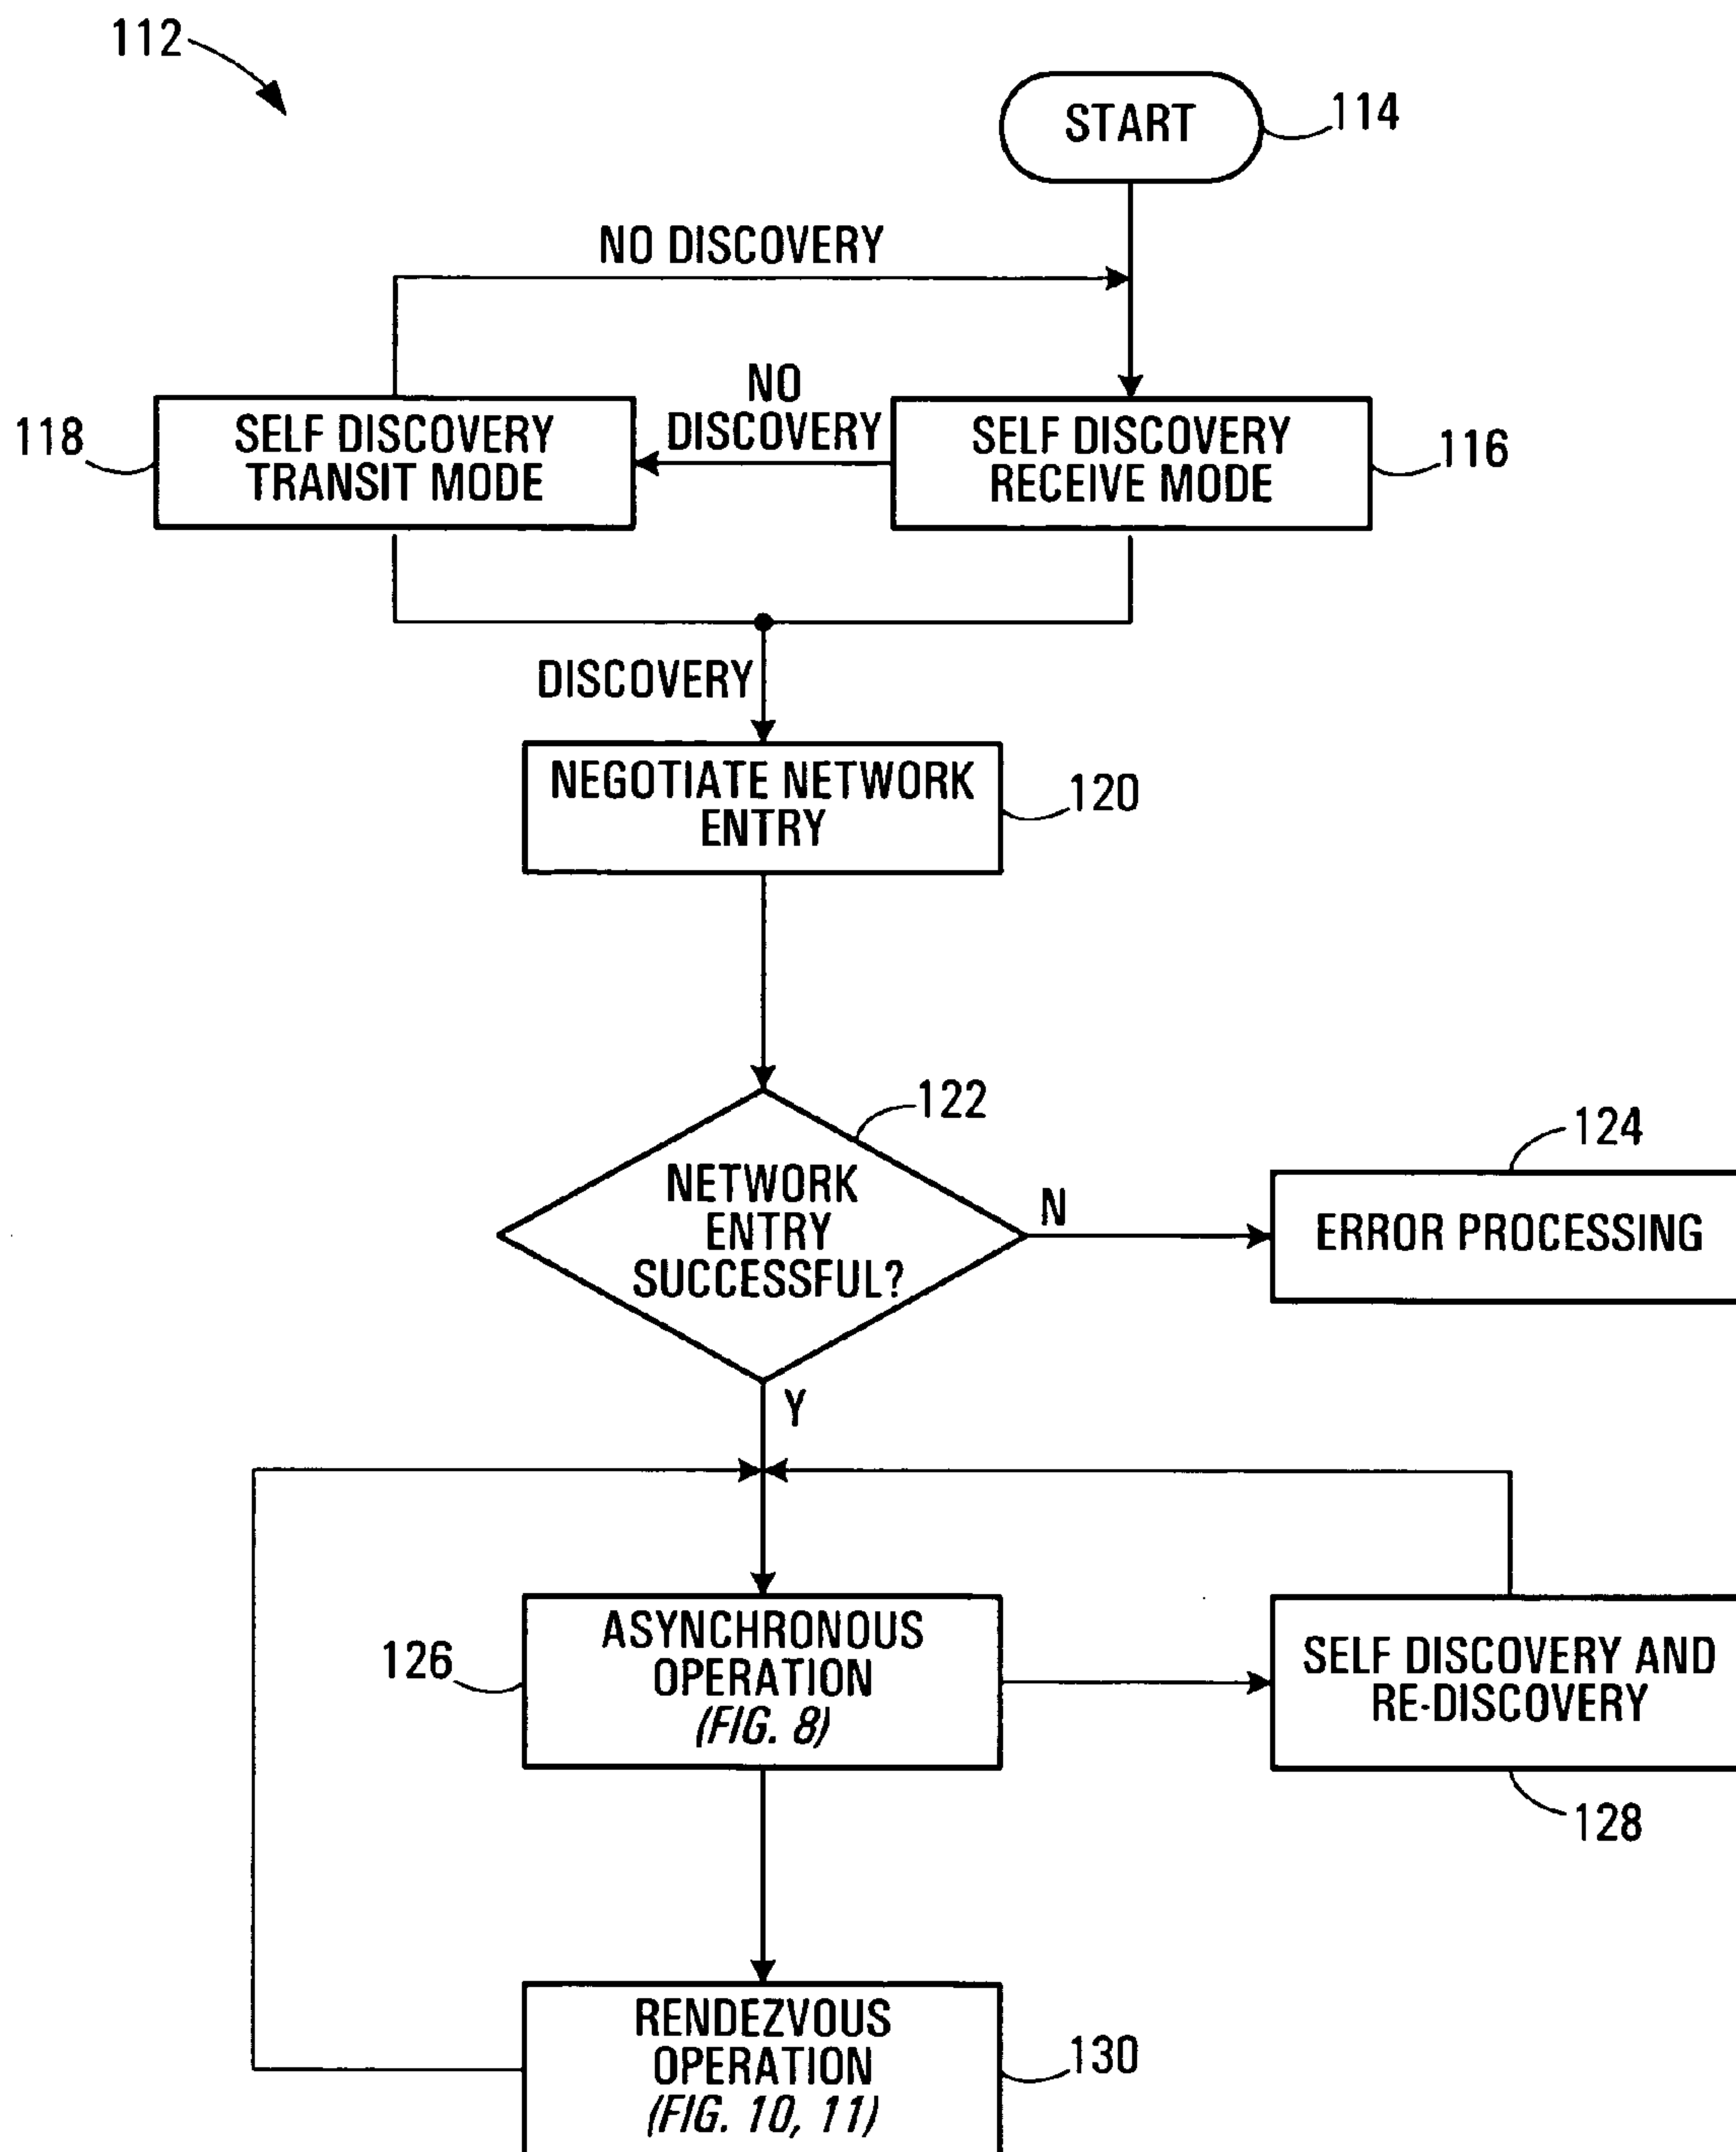 112
START
114
NO DISCOVERY
NO
DISCOVERY
118
SELF DISCOVERY
TRANSIT MODE
SELF DISCOVERY
RECEIVE MODE
116
DISCOVERY
NEGOTIATE NETWORK
ENTRY
120
122
NETWORK
ENTRY
SUCCESSFUL?
N
124
ERROR PROCESSING
Y
126
ASYNCHRONOUS
OPERATION
(FIG. 8)
SELF DISCOVERY AND
RE-DISCOVERY
128
RENDEZVOUS
OPERATION
(FIG. 10, 11)
130